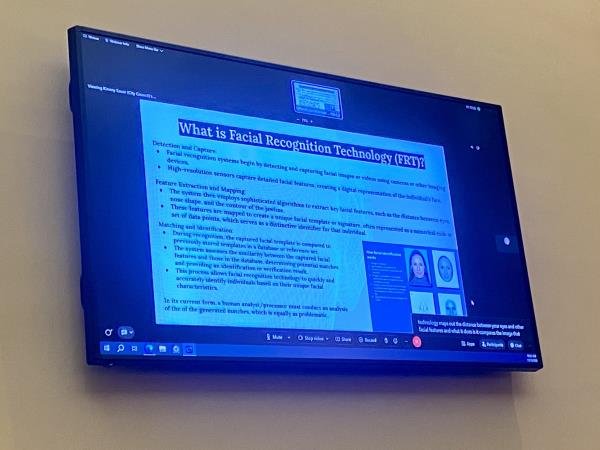 Webex
Show Menu Bar
What is Facial Recognition Technology (FRT)?
Detection and Capture:
• Facial recognition systems begin by detecting and capturing facial images or videos using cameras or other imaging
devices.
• High-resolution sensors capture detailed facial features, creating a digital representation of the individual's face.
Feature Extraction and Mapping:
• The system then employs sophisticated algorithms to extract key facial features, such as the distance between eyes,
nose shape, and the contour of the jawline.
• These features are mapped to create a unique facial template or signature, often represented as a numerical code or
set of data points, which serves as a distinctive identifier for that individual.
Matching and Identification:
• During recognition, the captured facial template is compared to
previously stored templates in a database or reference set.
• The system assesses the similarity between the captured facial
features and those in the database, determining potential matches
and providing an identification or verification result.
• This process allows facial recognition technology to quickly and
accurately identify individuals based on their unique facial
characteristics.
In its current form, a human analyst/processor must conduct an analysis
of the of the generated matches, which is equally as problematic.
How facial identification
works
technology maps out the distance between your eyes and other
facial features and what it does is it compares the image that
Mute
Stop video
Share
Record
Apps
Participants
Chat